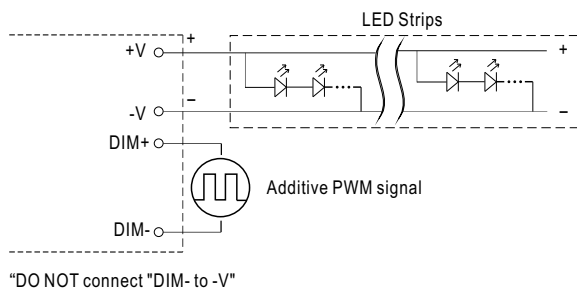 LED Strips
+V
+
+
-V
–
–
DIM+
Additive PWM signal
DIM-
“DO NOT connect "DIM- to -V"